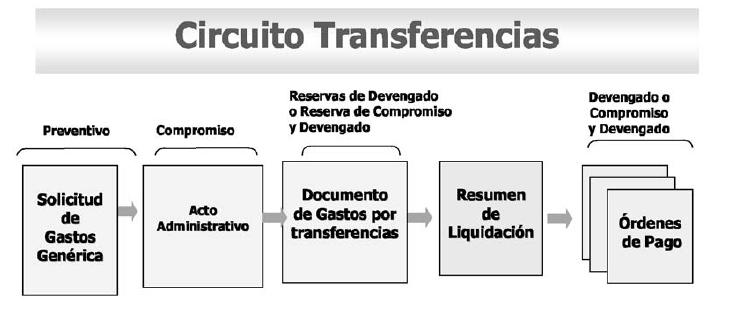 Circuito Transferencias
Preventivo
Compromiso
Reservas de Devengado
o Reserva de Compromiso
y Devengado
Devengado o
Compromiso
y Devengado
Solicitud
de
Gastos
Genérica
Acto
Administrativo
Documento
de Gastos por
transferencias
Resumen
de
Liquidación
Órdenes
de Pago